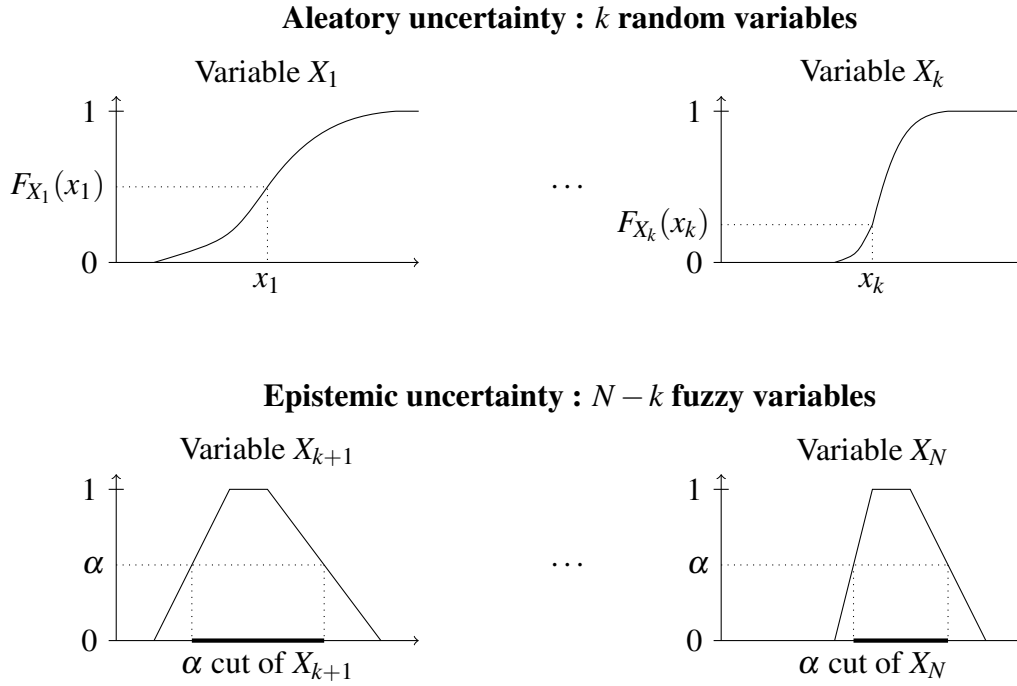 Aleatory uncertainty : k random variables
Variable X_1
Variable X_k
1
1
F_{X_1}(x_1)
...
F_{X_k}(x_k)
0
0
x_1
x_k
Epistemic uncertainty : N − k fuzzy variables
Variable X_{k+1}
Variable X_N
1
1
α
...
α
0
0
α cut of X_{k+1}
α cut of X_N